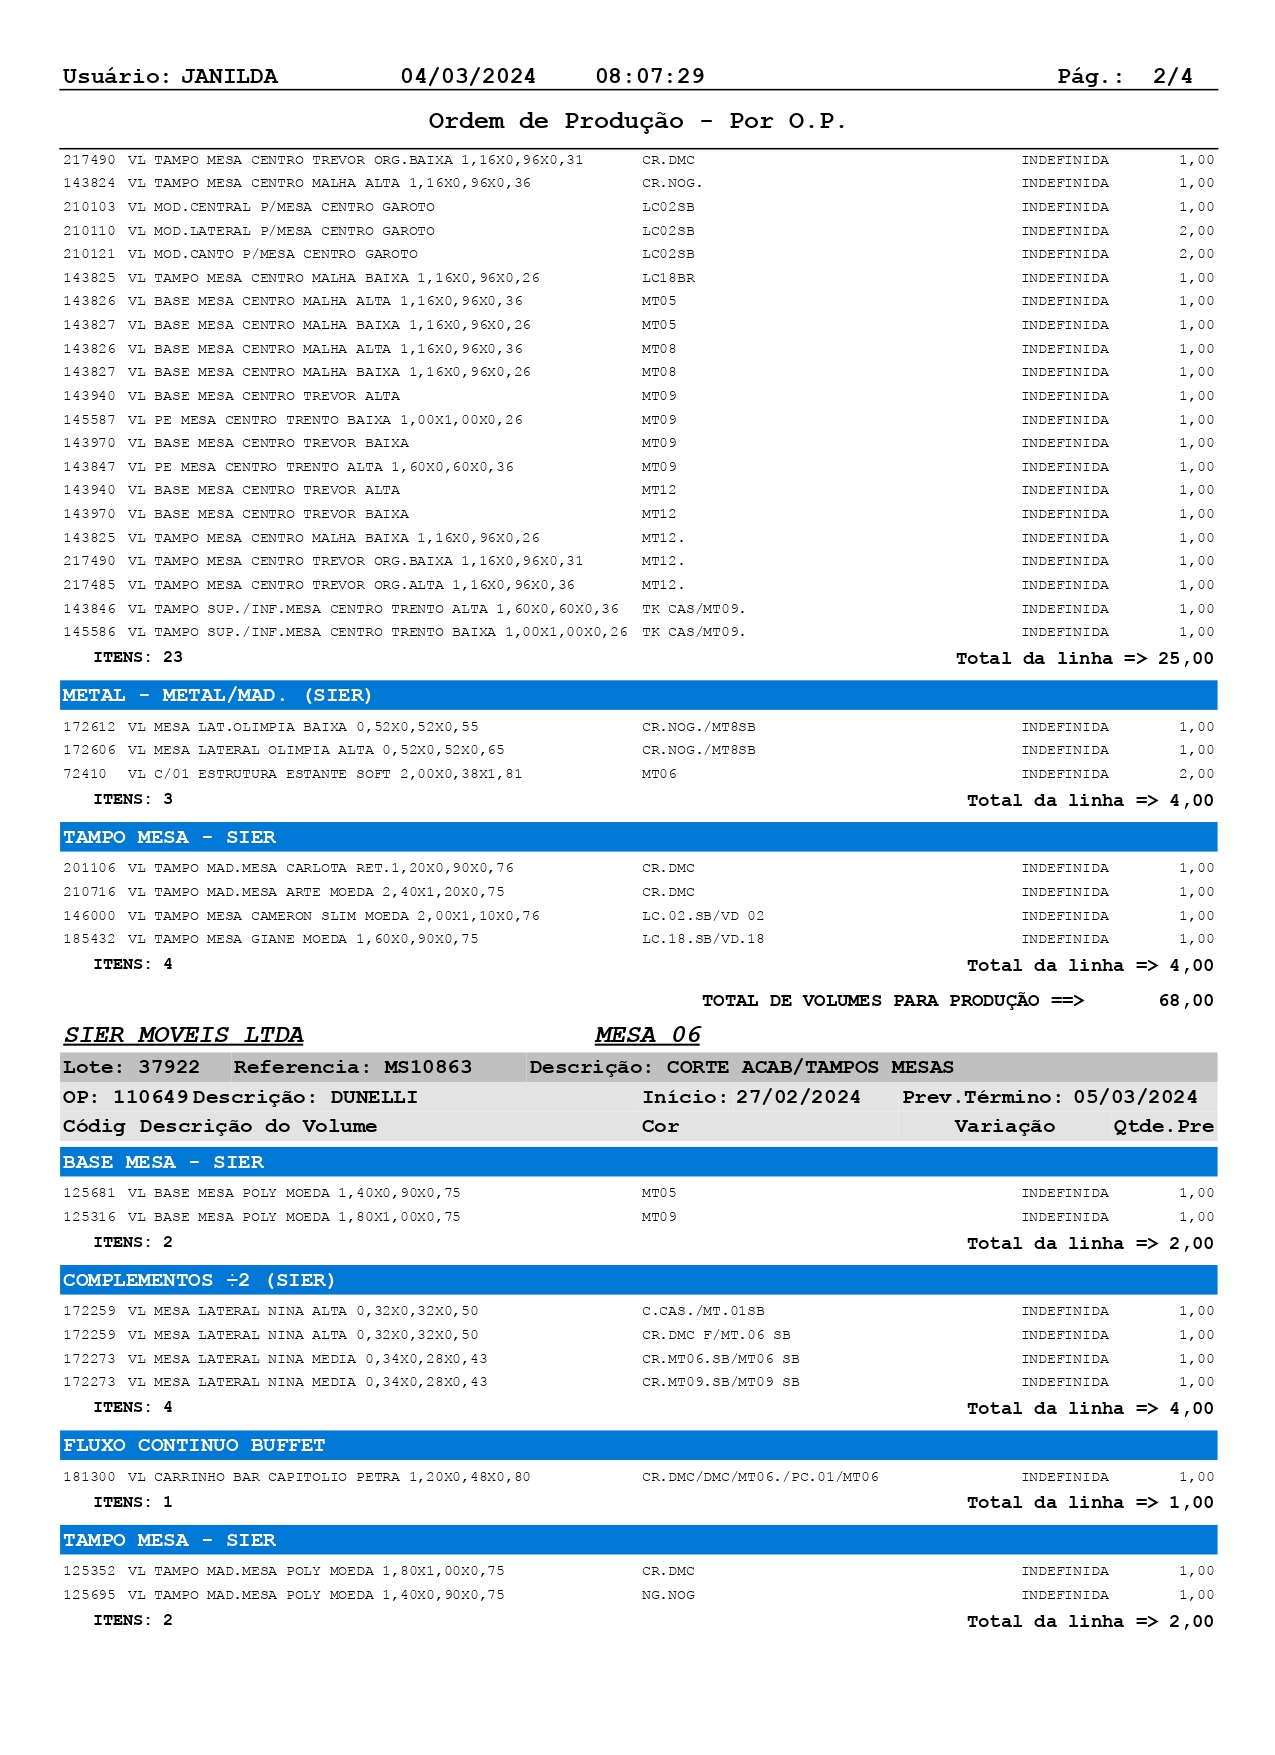 Usuário: JANILDA 04/03/2024 08:07:29 Pág.: 2/4
Ordem de Produção - Por O.P.
217490 VL TAMPO MESA CENTRO TREVOR ORG.BAIXA 1,16X0,96X0,31 CR.DMC INDEFINIDA 1,00
143824 VL TAMPO MESA CENTRO MALHA ALTA 1,16X0,96X0,36 CR.NOG. INDEFINIDA 1,00
210103 VL MOD.CENTRAL P/MESA CENTRO GAROTO LC02SB INDEFINIDA 1,00
210110 VL MOD.LATERAL P/MESA CENTRO GAROTO LC02SB INDEFINIDA 2,00
210121 VL MOD.CANTO P/MESA CENTRO GAROTO LC02SB INDEFINIDA 2,00
143825 VL TAMPO MESA CENTRO MALHA BAIXA 1,16X0,96X0,26 LC18BR INDEFINIDA 1,00
143826 VL BASE MESA CENTRO MALHA ALTA 1,16X0,96X0,36 MT05 INDEFINIDA 1,00
143827 VL BASE MESA CENTRO MALHA BAIXA 1,16X0,96X0,26 MT05 INDEFINIDA 1,00
143826 VL BASE MESA CENTRO MALHA ALTA 1,16X0,96X0,36 MT08 INDEFINIDA 1,00
143827 VL BASE MESA CENTRO MALHA BAIXA 1,16X0,96X0,26 MT08 INDEFINIDA 1,00
143940 VL BASE MESA CENTRO TREVOR ALTA MT09 INDEFINIDA 1,00
145587 VL PE MESA CENTRO TRENTO BAIXA 1,00X1,00X0,26 MT09 INDEFINIDA 1,00
143970 VL BASE MESA CENTRO TREVOR BAIXA MT09 INDEFINIDA 1,00
143847 VL PE MESA CENTRO TRENTO ALTA 1,60X0,60X0,36 MT09 INDEFINIDA 1,00
143940 VL BASE MESA CENTRO TREVOR ALTA MT12 INDEFINIDA 1,00
143970 VL BASE MESA CENTRO TREVOR BAIXA MT12 INDEFINIDA 1,00
143825 VL TAMPO MESA CENTRO MALHA BAIXA 1,16X0,96X0,26 MT12. INDEFINIDA 1,00
217490 VL TAMPO MESA CENTRO TREVOR ORG.BAIXA 1,16X0,96X0,31 MT12. INDEFINIDA 1,00
217485 VL TAMPO MESA CENTRO TREVOR ORG.ALTA 1,16X0,96X0,36 MT12. INDEFINIDA 1,00
143846 VL TAMPO SUP./INF.MESA CENTRO TRENTO ALTA 1,60X0,60X0,36 TK CAS/MT09. INDEFINIDA 1,00
145586 VL TAMPO SUP./INF.MESA CENTRO TRENTO BAIXA 1,00X1,00X0,26 TK CAS/MT09. INDEFINIDA 1,00
ITENS: 23 Total da linha => 25,00
METAL - METAL/MAD. (SIER)
172612 VL MESA LAT.OLIMPIA BAIXA 0,52X0,52X0,55 CR.NOG./MT8SB INDEFINIDA 1,00
172606 VL MESA LATERAL OLIMPIA ALTA 0,52X0,52X0,65 CR.NOG./MT8SB INDEFINIDA 1,00
72410 VL C/01 ESTRUTURA ESTANTE SOFT 2,00X0,38X1,81 MT06 INDEFINIDA 2,00
ITENS: 3 Total da linha => 4,00
TAMPO MESA - SIER
201106 VL TAMPO MAD.MESA CARLOTA RET.1,20X0,90X0,76 CR.DMC INDEFINIDA 1,00
210716 VL TAMPO MAD.MESA ARTE MOEDA 2,40X1,20X0,75 CR.DMC INDEFINIDA 1,00
146000 VL TAMPO MESA CAMERON SLIM MOEDA 2,00X1,10X0,76 LC.02.SB/VD 02 INDEFINIDA 1,00
185432 VL TAMPO MESA GIANE MOEDA 1,60X0,90X0,75 LC.18.SB/VD.18 INDEFINIDA 1,00
ITENS: 4 Total da linha => 4,00
TOTAL DE VOLUMES PARA PRODUÇÃO ==> 68,00
SIER MOVEIS LTDA MESA 06
Lote: 37922 Referencia: MS10863 Descrição: CORTE ACAB/TAMPOS MESAS
OP: 110649 Descrição: DUNELLI Início: 27/02/2024 Prev.Término: 05/03/2024
Códig Descrição do Volume Cor Variação Qtde.Pre
BASE MESA - SIER
125681 VL BASE MESA POLY MOEDA 1,40X0,90X0,75 MT05 INDEFINIDA 1,00
125316 VL BASE MESA POLY MOEDA 1,80X1,00X0,75 MT09 INDEFINIDA 1,00
ITENS: 2 Total da linha => 2,00
COMPLEMENTOS ÷2 (SIER)
172259 VL MESA LATERAL NINA ALTA 0,32X0,32X0,50 C.CAS./MT.01SB INDEFINIDA 1,00
172259 VL MESA LATERAL NINA ALTA 0,32X0,32X0,50 CR.DMC F/MT.06 SB INDEFINIDA 1,00
172273 VL MESA LATERAL NINA MEDIA 0,34X0,28X0,43 CR.MT06.SB/MT06 SB INDEFINIDA 1,00
172273 VL MESA LATERAL NINA MEDIA 0,34X0,28X0,43 CR.MT09.SB/MT09 SB INDEFINIDA 1,00
ITENS: 4 Total da linha => 4,00
FLUXO CONTINUO BUFFET
181300 VL CARRINHO BAR CAPITOLIO PETRA 1,20X0,48X0,80 CR.DMC/DMC/MT06./PC.01/MT06 INDEFINIDA 1,00
ITENS: 1 Total da linha => 1,00
TAMPO MESA - SIER
125352 VL TAMPO MAD.MESA POLY MOEDA 1,80X1,00X0,75 CR.DMC INDEFINIDA 1,00
125695 VL TAMPO MAD.MESA POLY MOEDA 1,40X0,90X0,75 NG.NOG INDEFINIDA 1,00
ITENS: 2 Total da linha => 2,00